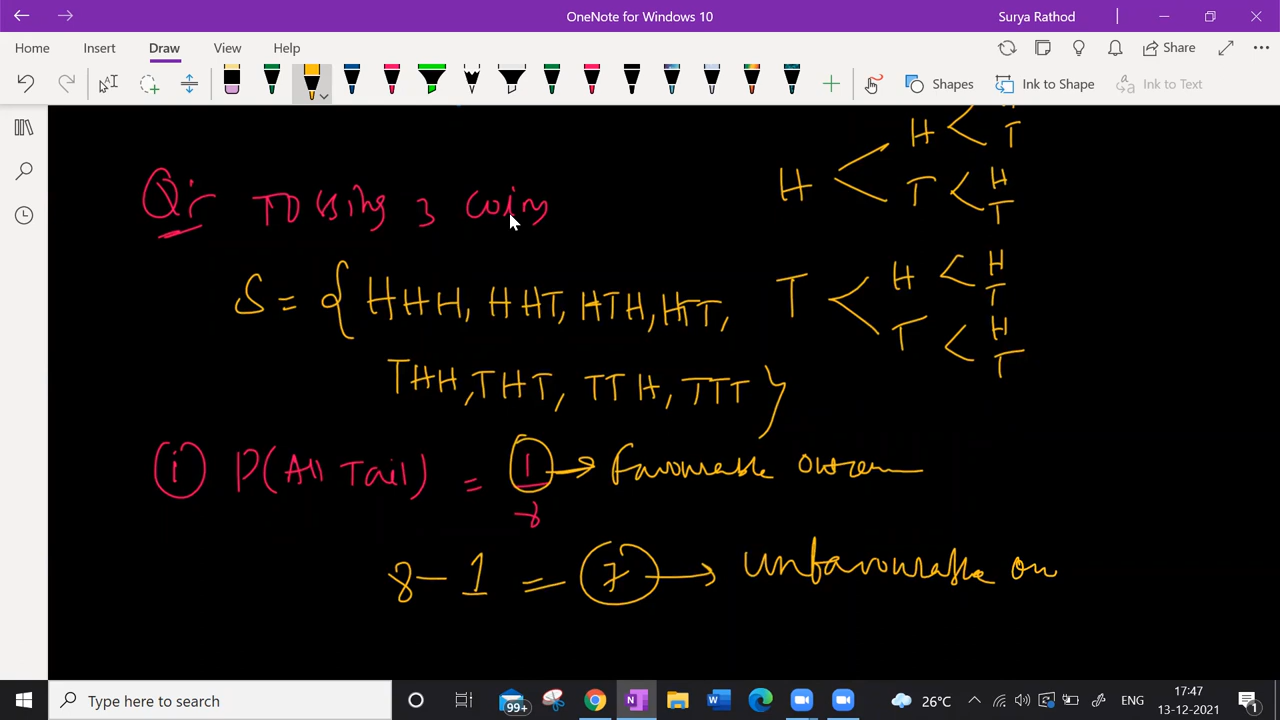 OneNote for Windows 10
Surya Rathod
Home Insert Draw View Help
Share
Shapes Ink to Shape Ink to Text
H < H < T
T < H T
Q:- Tossing 3 coins
S = { HHH, HHT, HTH, HTT,
THH, THT, TTH, TTT }
T < H < H T
T < H T
(i) P(All Tail) = 1/8 → favourable
8 - 1 = 7 → unfavourable ou
Type here to search
99+
26°C
ENG
17:47
13-12-2021
1